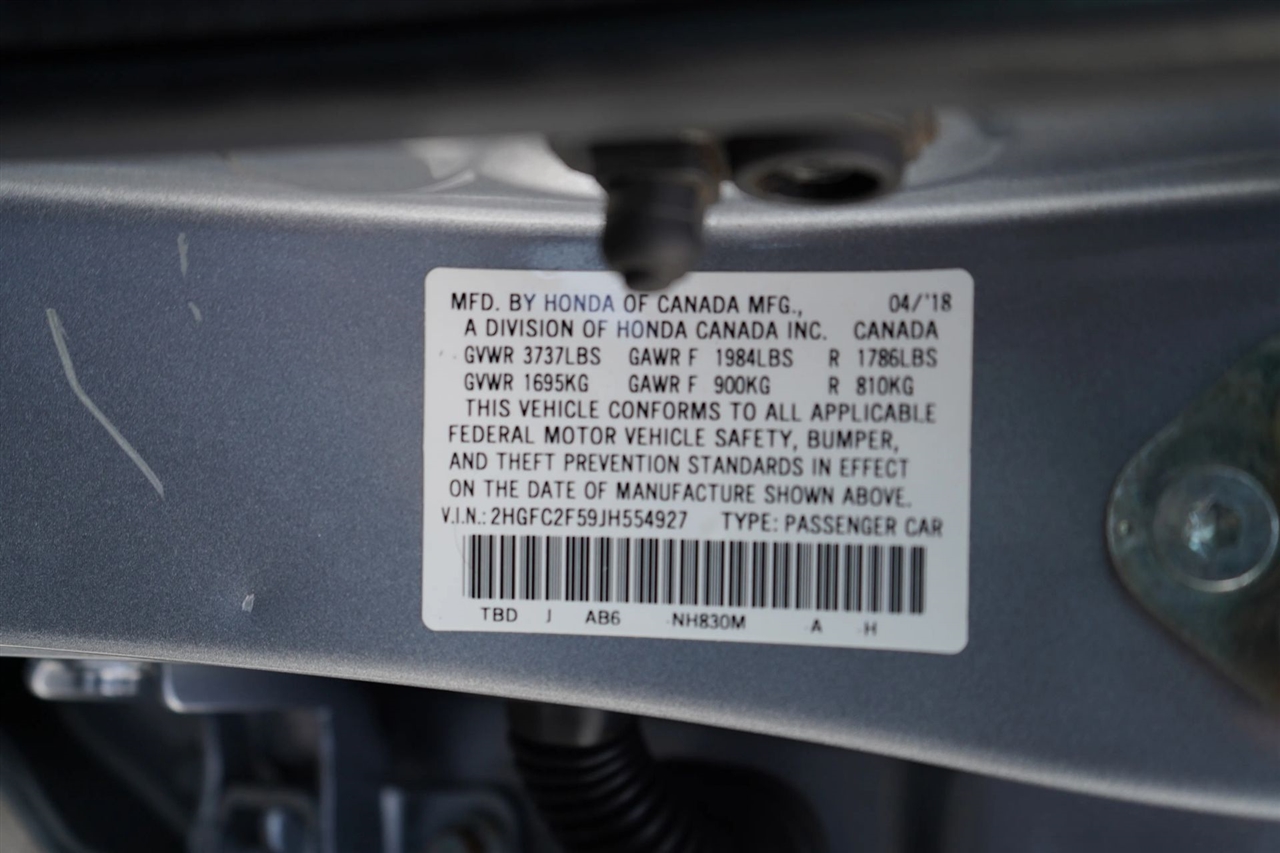 MFD. BY HONDA OF CANADA MFG., 04/'18
A DIVISION OF HONDA CANADA INC. CANADA
GVWR 3737LBS GAWR F 1984LBS R 1786LBS
GVWR 1695KG GAWR F 900KG R 810KG
THIS VEHICLE CONFORMS TO ALL APPLICABLE
FEDERAL MOTOR VEHICLE SAFETY, BUMPER,
AND THEFT PREVENTION STANDARDS IN EFFECT
ON THE DATE OF MANUFACTURE SHOWN ABOVE.
V.I.N.: 2HGFC2F59JH554927 TYPE: PASSENGER CAR
TBD J AB6 NH830M A H